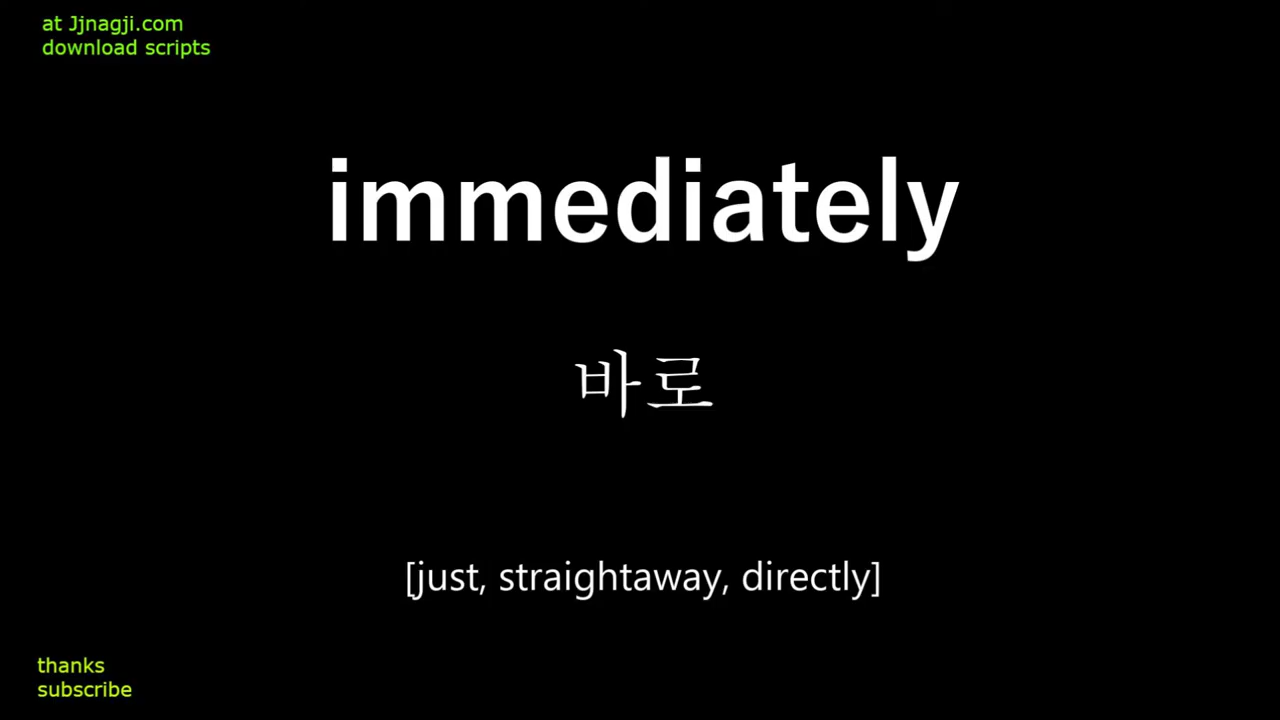 at Jjnagji.com
download scripts
immediately
바로
[just, straightaway, directly]
thanks
subscribe